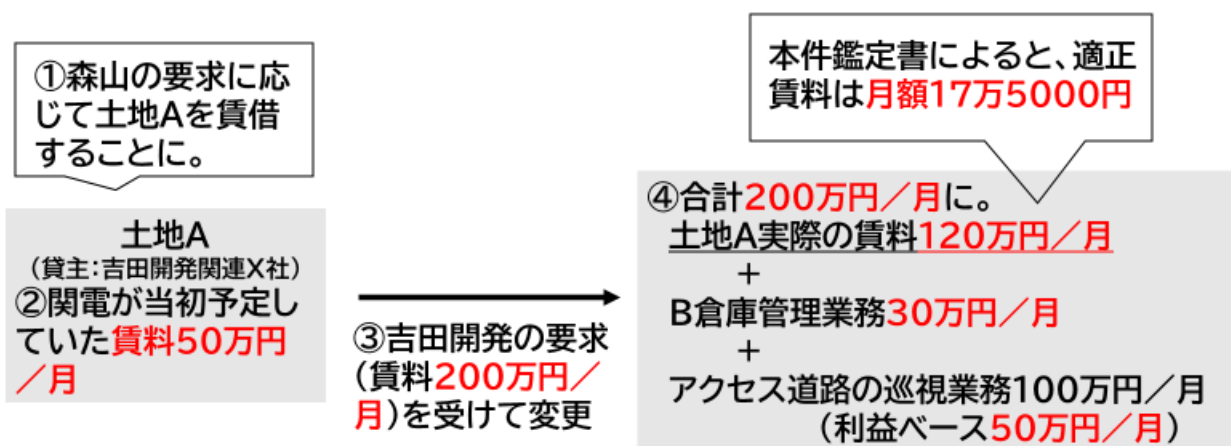 ①森山の要求に応
じて土地Aを賃借
することに。
土地A
（貸主：吉田開発関連X社）
②関電が当初予定し
ていた賃料50万円
／月
③吉田開発の要求
（賃料200万円／
月）を受けて変更
本件鑑定書によると、適正
賃料は月額17万5000円
④合計200万円／月に。
土地A実際の賃料120万円／月
＋
B倉庫管理業務30万円／月
＋
アクセス道路の巡視業務100万円／月
（利益ベース50万円／月）